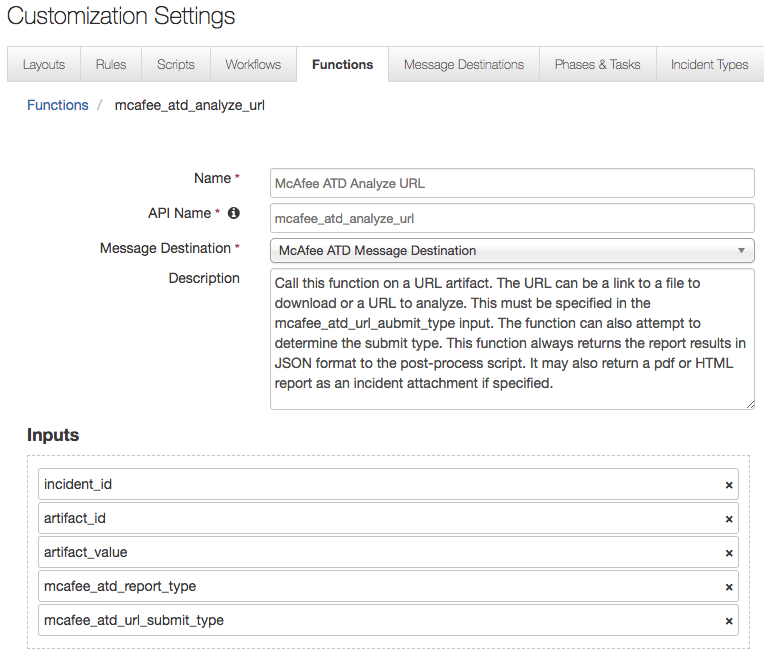 Customization Settings
Layouts Rules Scripts Workflows Functions Message Destinations Phases & Tasks Incident Types
Functions / mcafee_atd_analyze_url
Name * McAfee ATD Analyze URL
API Name * mcafee_atd_analyze_url
Message Destination * McAfee ATD Message Destination
Description
Call this function on a URL artifact. The URL can be a link to a file to
download or a URL to analyze. This must be specified in the
mcafee_atd_url_aubmit_type input. The function can also attempt to
determine the submit type. This function always returns the report results in
JSON format to the post-process script. It may also return a pdf or HTML
report as an incident attachment if specified.
Inputs
incident_id ×
artifact_id ×
artifact_value ×
mcafee_atd_report_type ×
mcafee_atd_url_submit_type ×